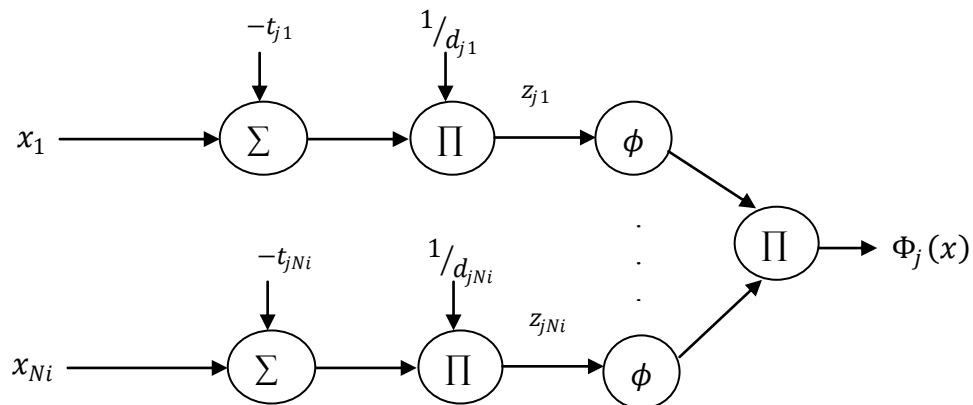 −t_{j1}
1/d_{j1}
x_1
∑
∏
z_{j1}
ϕ
∏
Φ_j(x)
−t_{jNi}
1/d_{jNi}
x_{Ni}
∑
∏
z_{jNi}
ϕ